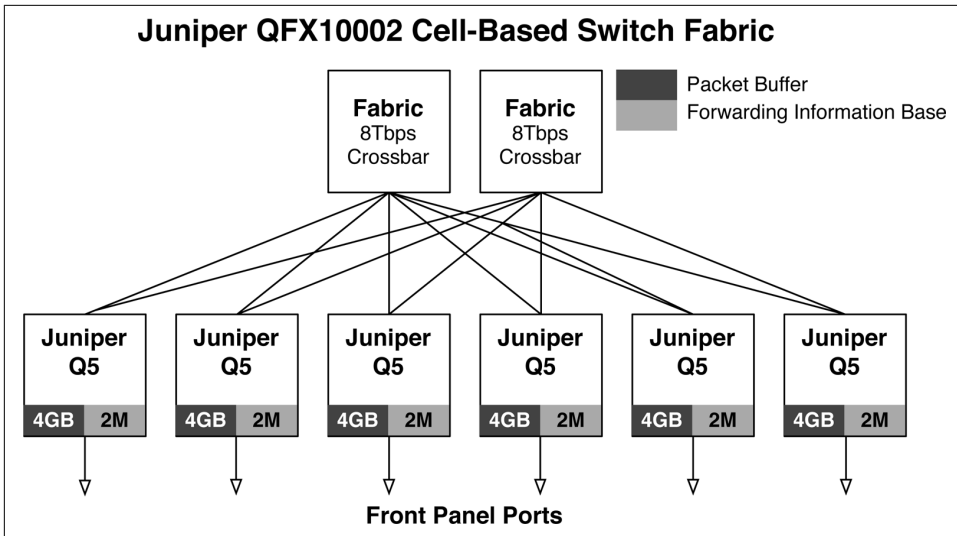 Juniper QFX10002 Cell-Based Switch Fabric
Fabric
8Tbps
Crossbar
Fabric
8Tbps
Crossbar
Packet Buffer
Forwarding Information Base
Juniper
Q5
4GB 2M
Juniper
Q5
4GB 2M
Juniper
Q5
4GB 2M
Juniper
Q5
4GB 2M
Juniper
Q5
4GB 2M
Juniper
Q5
4GB 2M
Front Panel Ports